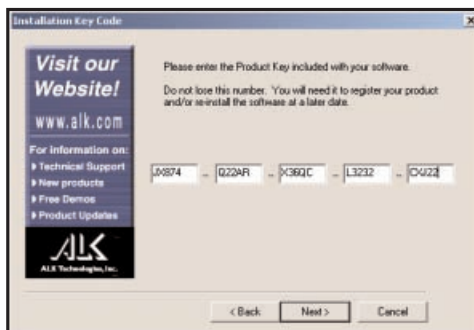 Installation Key Code
Visit our
Website!
www.alk.com
For information on:
Technical Support
New products
Free Demos
Product Updates
ALK
ALK Technologies, Inc.
Please enter the Product Key included with your software.
Do not lose this number. You will need it to register your product
and/or re-install the software at a later date.
JX874 - Q22AR - X36QC - L3232 -
< Back Next > Cancel